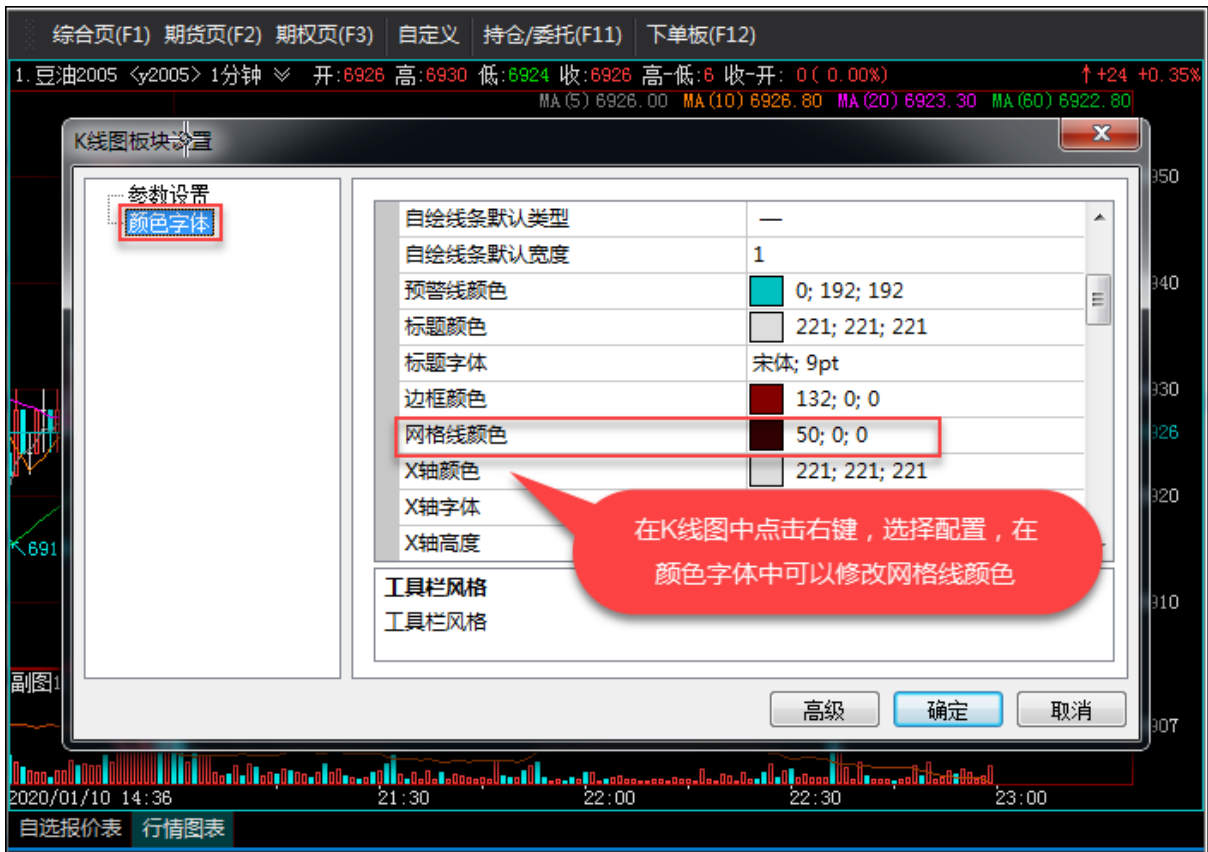 综合页(F1) 期货页(F2) 期权页(F3) 自定义 持仓/委托(F11) 下单板(F12)
1.豆油2005 <y2005> 1分钟 开:6926 高:6930 低:6924 收:6926 高-低:6 收-开: 0( 0.00%) ↑+24 +0.35%
MA(5) 6926.00 MA(10) 6926.80 MA(20) 6923.30 MA(60) 6922.80
K线图板块设置
参数设置
颜色字体
自绘线条默认类型 —
自绘线条默认宽度 1
预警线颜色 0; 192; 192
标题颜色 221; 221; 221
标题字体 宋体; 9pt
边框颜色 132; 0; 0
网格线颜色 50; 0; 0
X轴颜色 221; 221; 221
X轴字体
X轴高度
在K线图中点击右键，选择配置，在
颜色字体中可以修改网格线颜色
工具栏风格
工具栏风格
高级 确定 取消
950
940
930
926
920
910
907
691
副图1
2020/01/10 14:36 21:30 22:00 22:30 23:00
自选报价表 行情图表